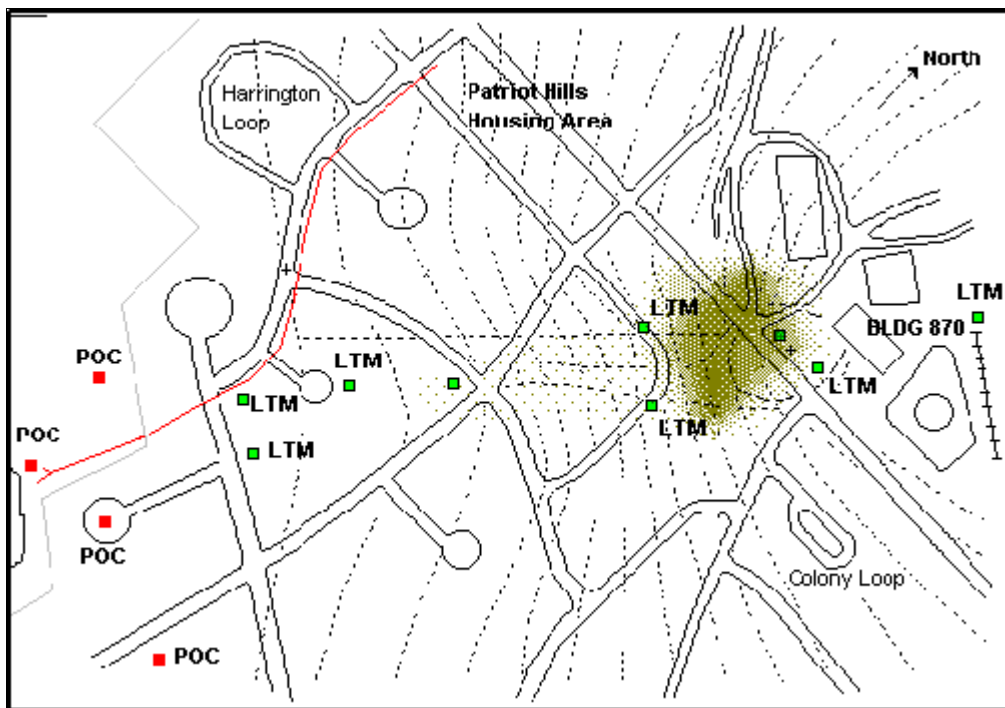 North
Harrington
Loop
Patriot Hills
Housing Area
LTM
LTM
BLDG 870
POC
LTM
LTM
LTM
LTM
POC
LTM
POC
Colony Loop
POC